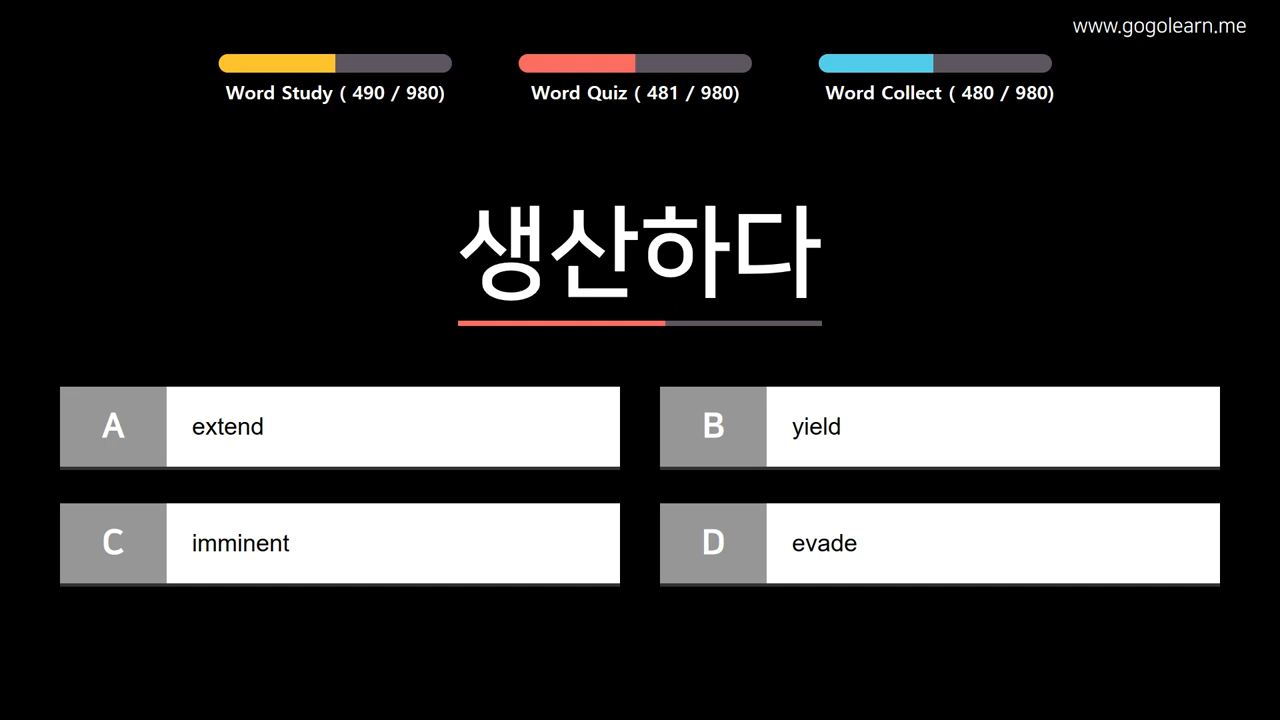 www.gogolearn.me
Word Study ( 490 / 980)
Word Quiz ( 481 / 980)
Word Collect ( 480 / 980)
생산하다
A extend
B yield
C imminent
D evade